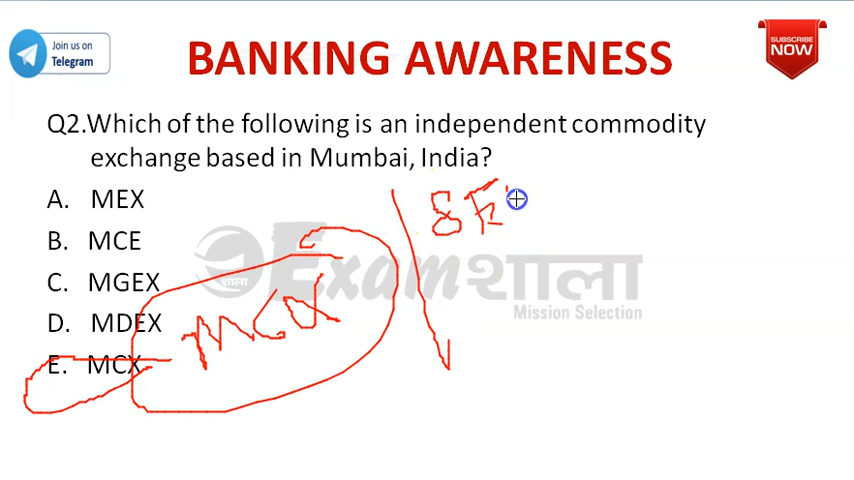 Join us on
Telegram
BANKING AWARENESS
SUBSCRIBE
NOW
Q2.Which of the following is an independent commodity
exchange based in Mumbai, India?
A. MEX
B. MCE
C. MGEX
D. MDEX
E. MCX
MCX
Examशाला
शाला
Mission Selection